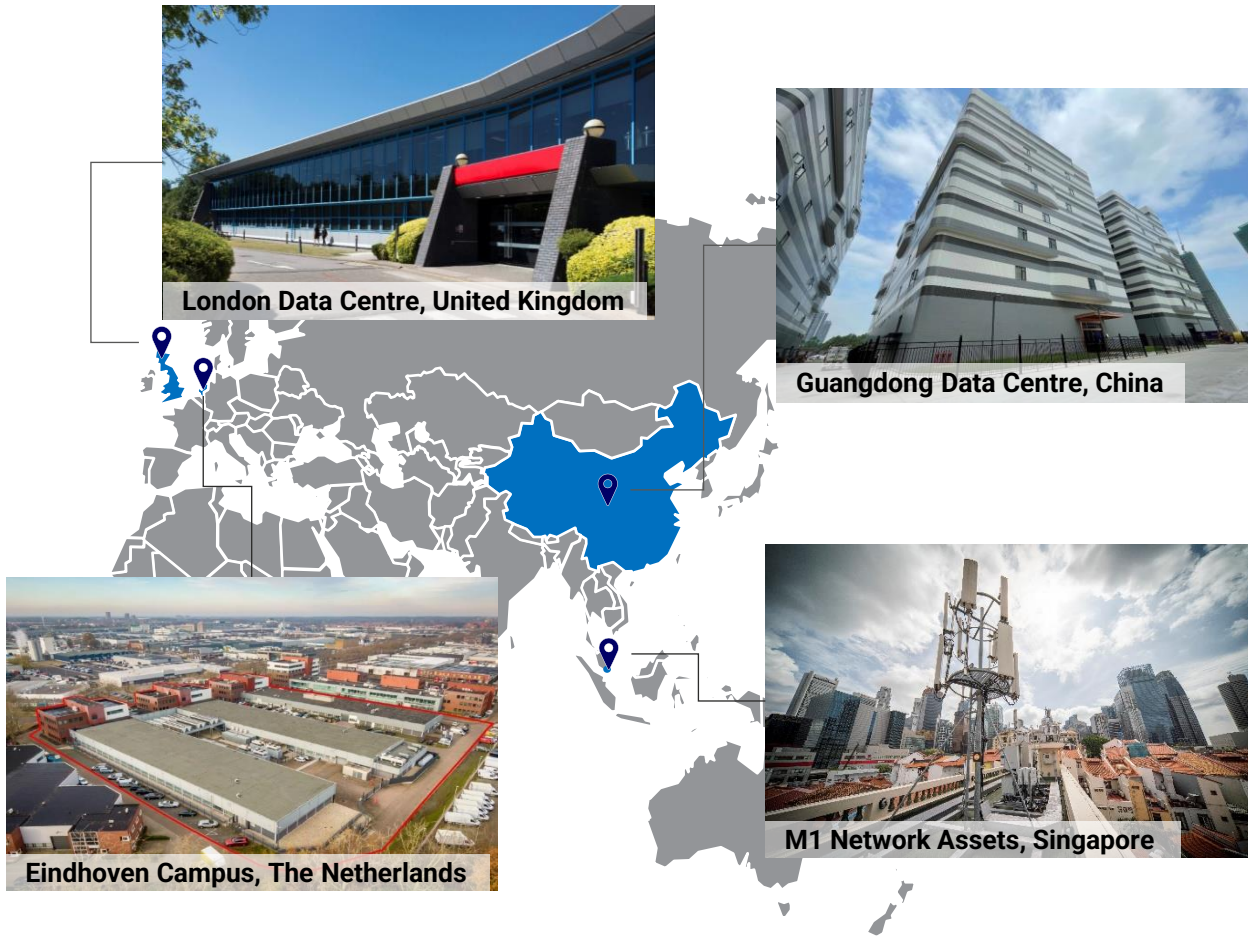 London Data Centre, United Kingdom
Guangdong Data Centre, China
Eindhoven Campus, The Netherlands
M1 Network Assets, Singapore